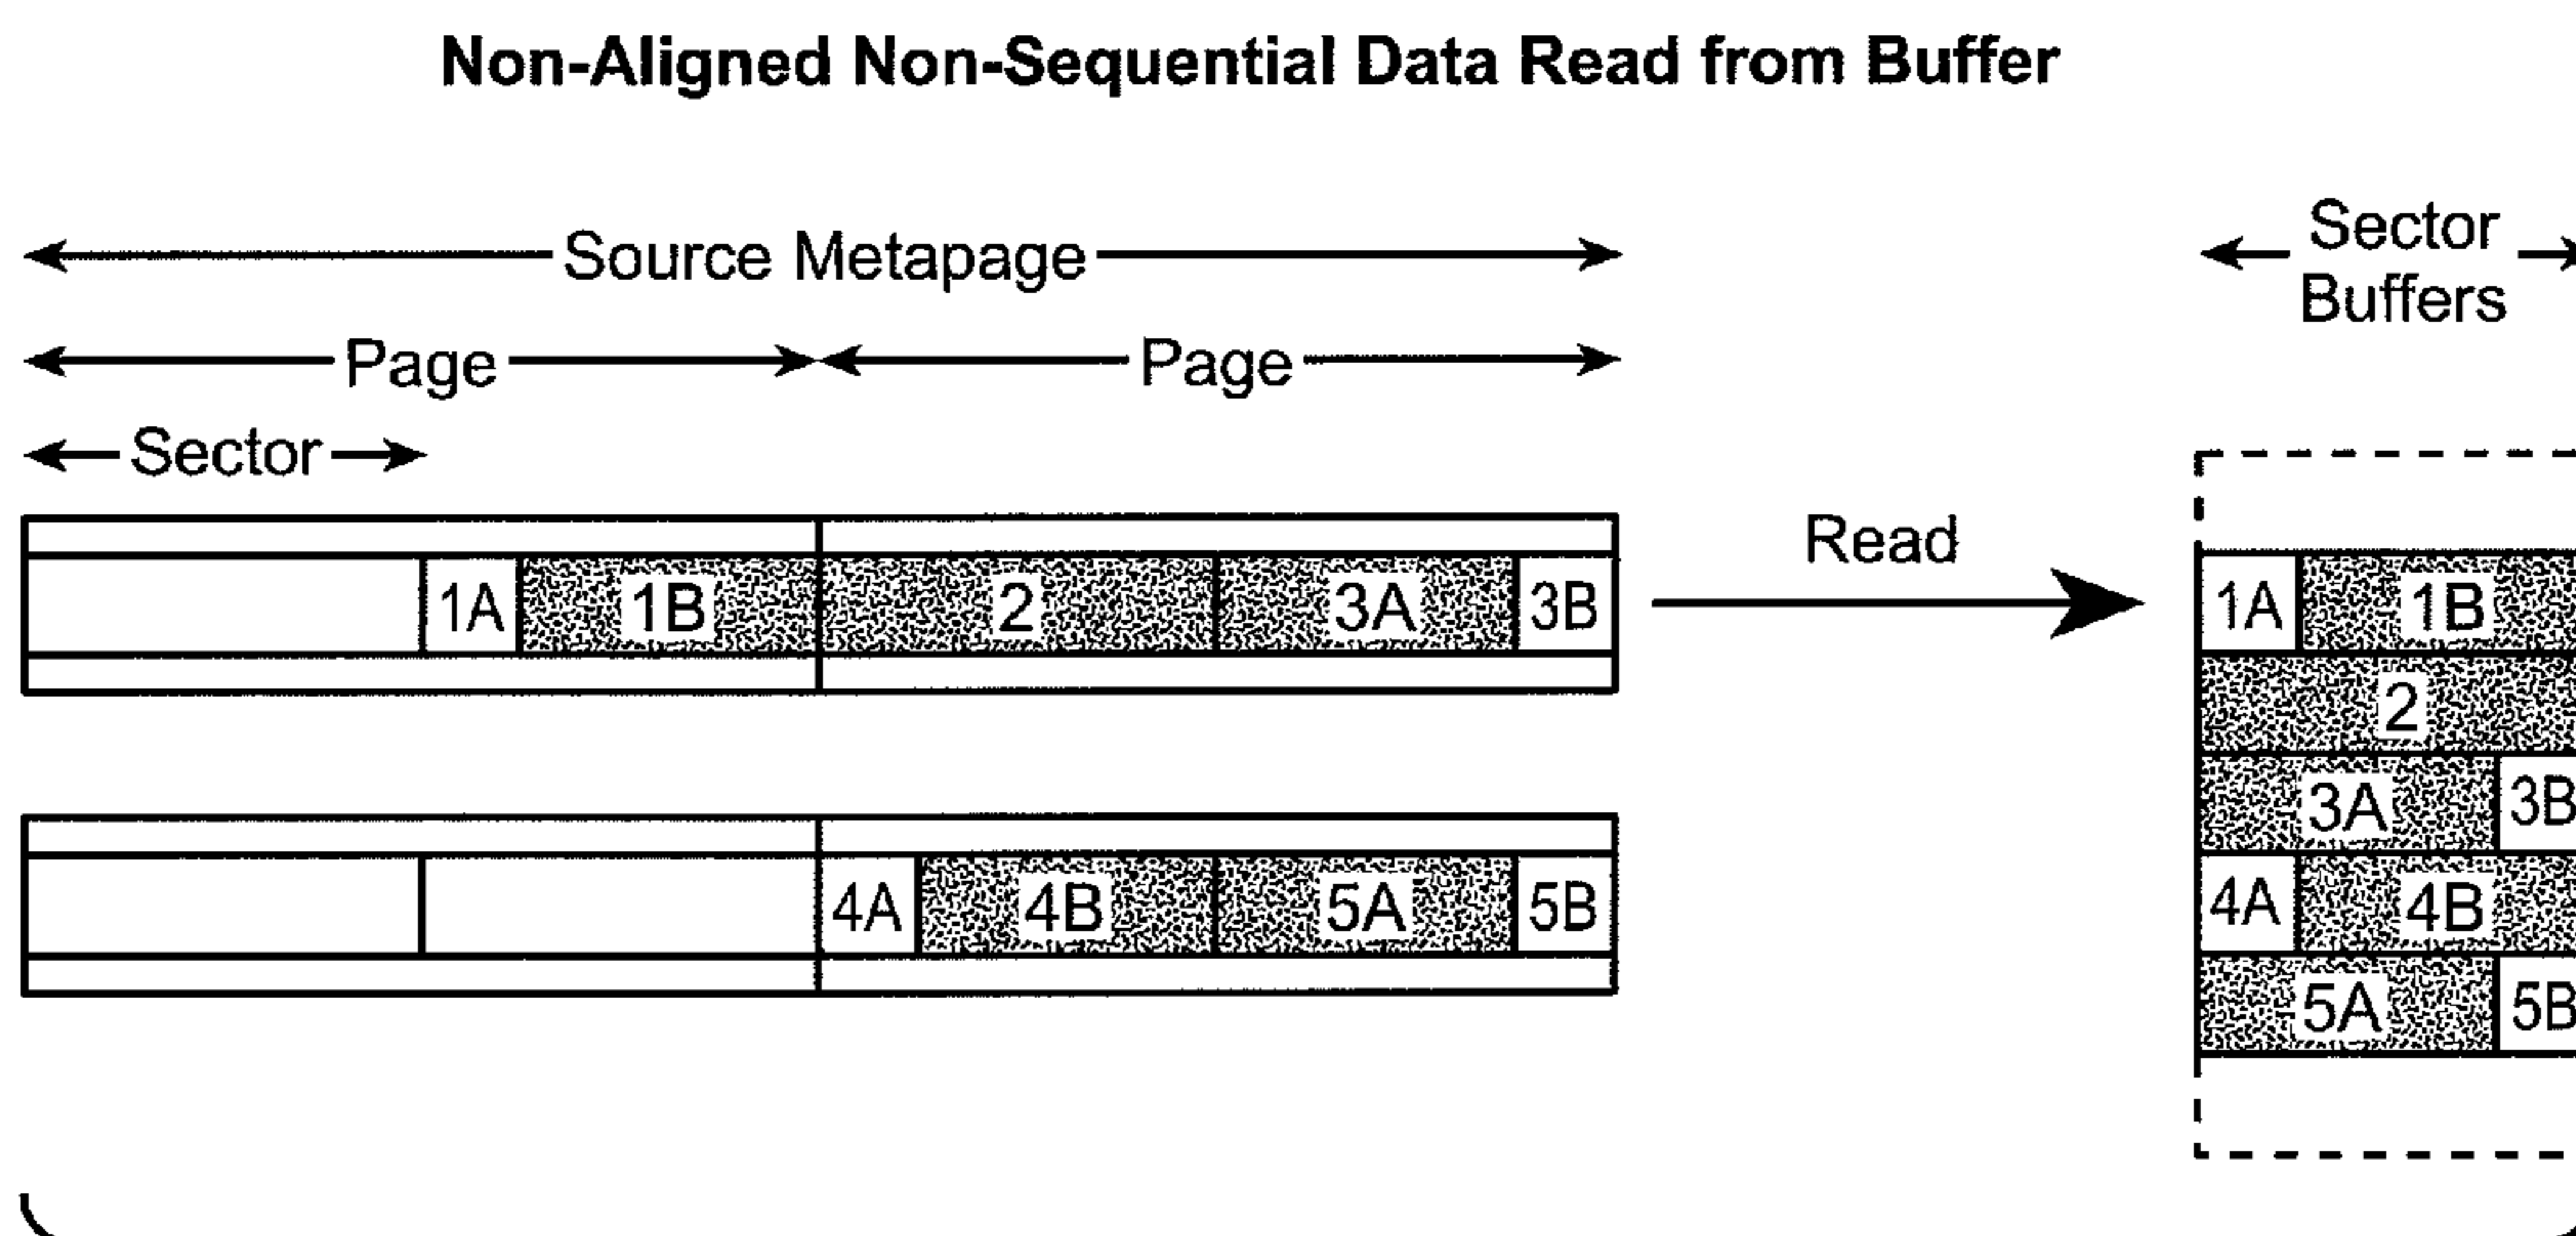 Non-Aligned Non-Sequential Data Read from Buffer
Source Metapage
Sector
Buffers
Page Page
Sector
Read
1A 1B 2 3A 3B
4A 4B 5A 5B
1A 1B
2
3A 3B
4A 4B
5A 5B